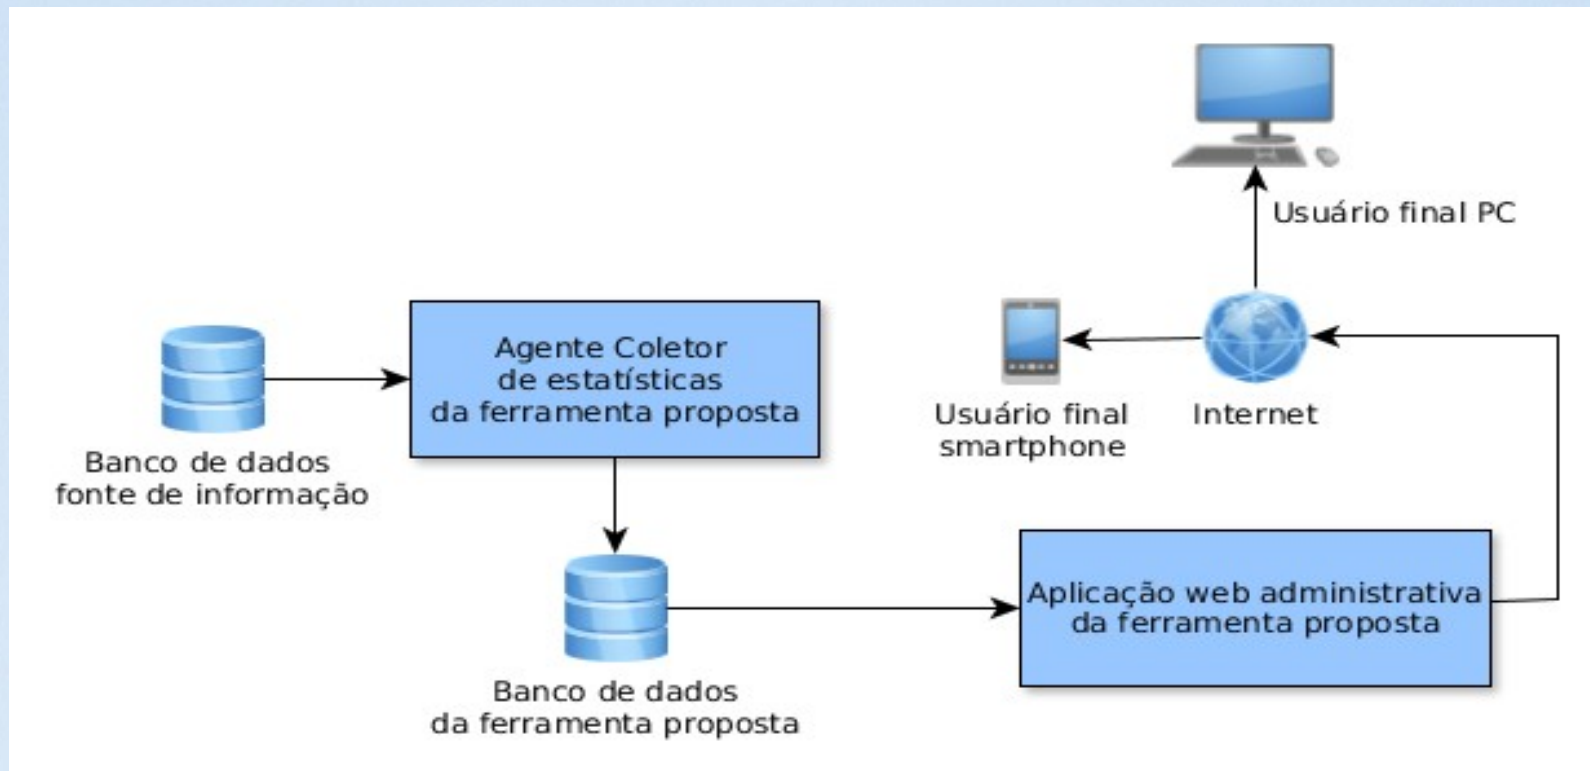 Usuário final PC
Agente Coletor
de estatísticas
da ferramenta proposta
Banco de dados
fonte de informação
Usuário final
smartphone
Internet
Aplicação web administrativa
da ferramenta proposta
Banco de dados
da ferramenta proposta